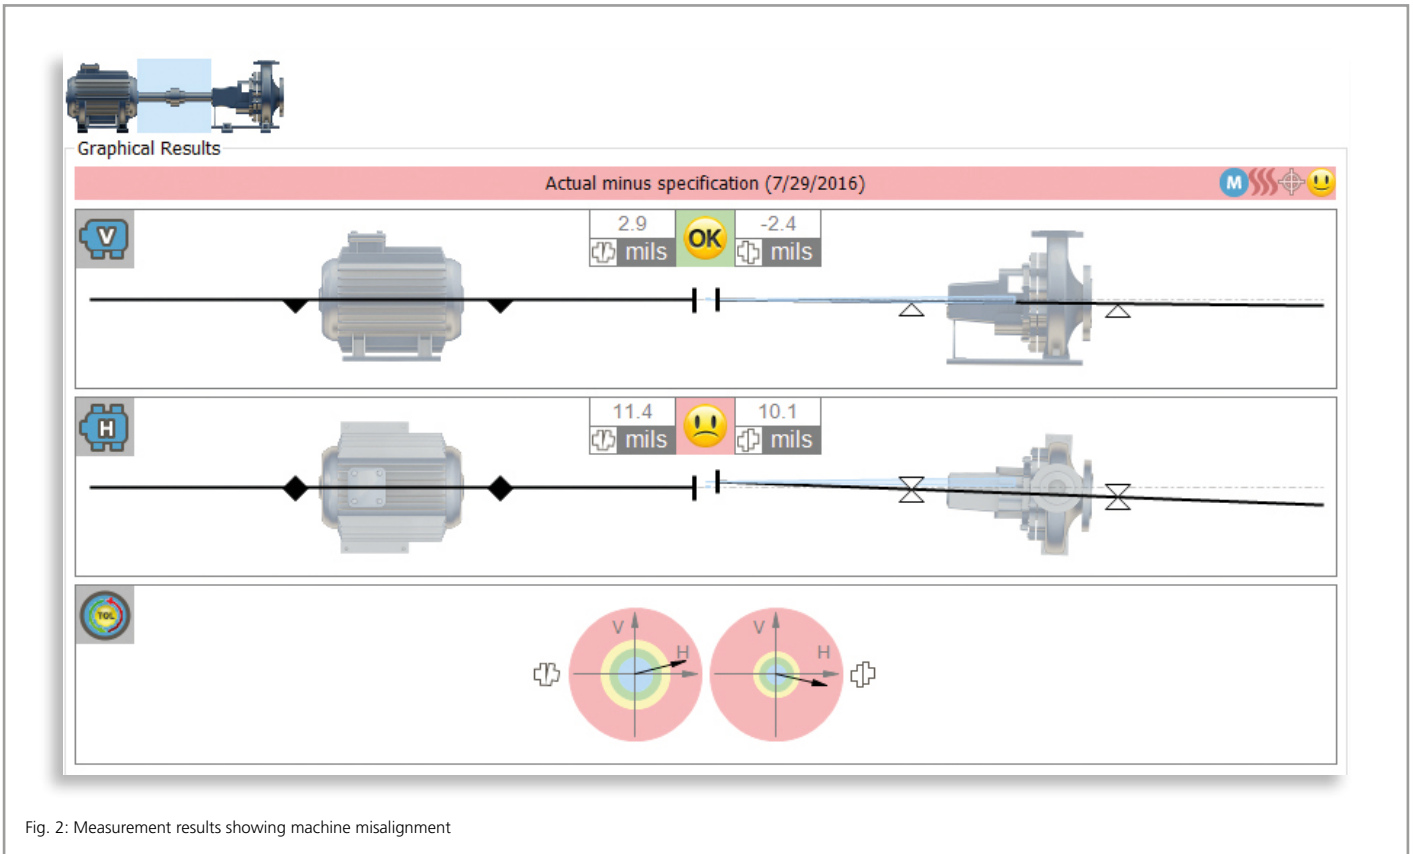 Graphical Results
Actual minus specification (7/29/2016)
M
V
2.9
mils
OK
-2.4
mils
H
11.4
mils
10.1
mils
TOL
V
H
V
H
Fig. 2: Measurement results showing machine misalignment